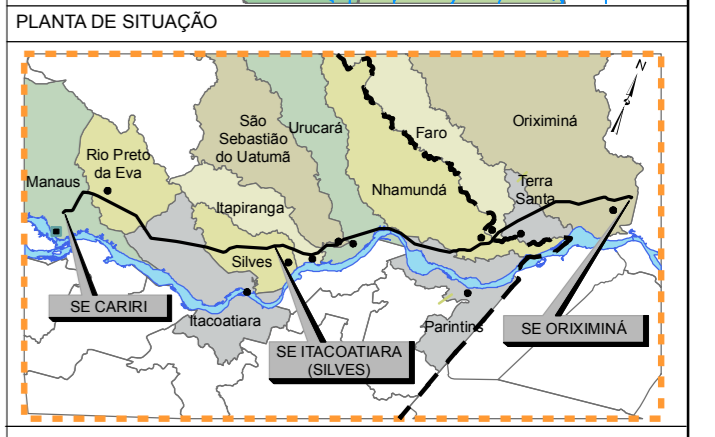 PLANTA DE SITUAÇÃO
N
São
Sebastião
do Uatumã
Urucará
Faro
Oriximiná
Rio Preto
da Eva
Manaus
Nhamundá
Terra
Santa
Itapiranga
Silves
SE CARIRI
Itacoatiara
SE ITACOATIARA
(SILVES)
Parintins
SE ORIXIMINÁ